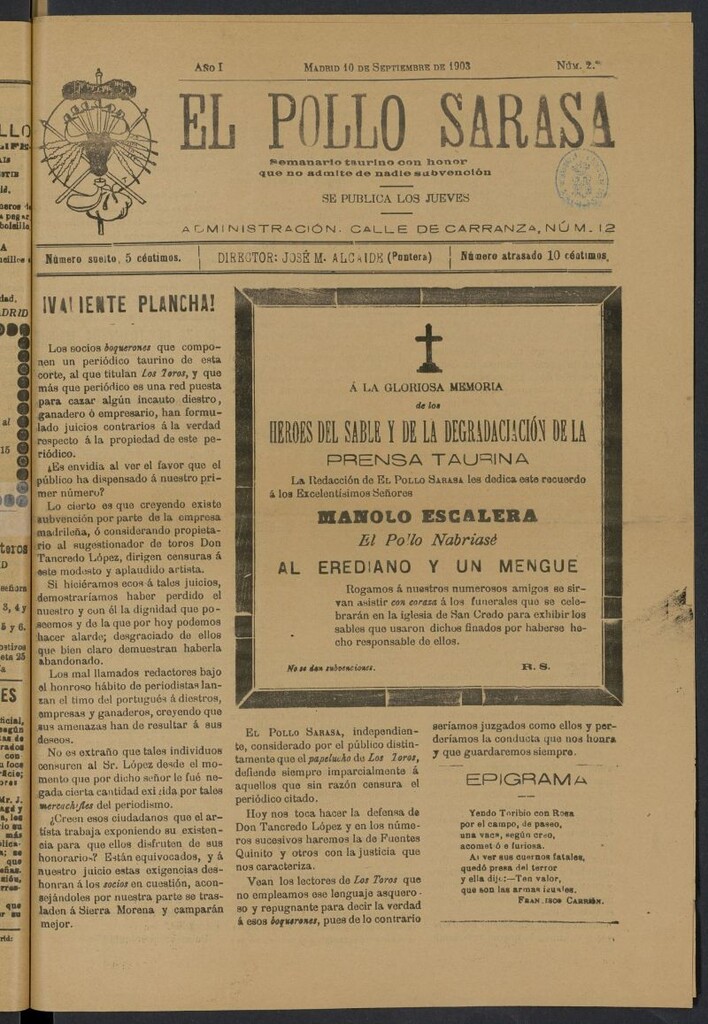 AÑO I
MADRID 10 DE SEPTIEMBRE DE 1903
NÚM. 2.º
EL POLLO SARASA
Semanario taurino con honor
que no admite de nadie subvención
SE PUBLICA LOS JUEVES
ADMINISTRACIÓN. CALLE DE CARRANZA, NÚM. 12
Número suelto, 5 céntimos.
DIRECTOR: JOSÉ M. ALCAIDE (Puntera)
Número atrasado 10 céntimos.
¡VALIENTE PLANCHA!
Los socios boquerones que compo-
nen un periódico taurino de esta
corte, al que titulan Los Toros, y que
más que periódico es una red puesta
para cazar algún incauto diestro,
ganadero ó empresario, han formu-
lado juicios contrarios á la verdad
respecto á la propiedad de este pe-
riódico.
¿Es envidia al ver el favor que el
público ha dispensado á nuestro pri
mer número?
Lo cierto es que creyendo existe
subvención por parte de la empresa
madrileña, ó considerando propieta-
rio al sugestionador de toros Don
Tancredo López, dirigen censuras á
este modesto y aplaudido artista.
Si hiciéramos ecos á tales juicios,
demostraríamos haber perdido el
nuestro y con él la dignidad que po-
seemos y de la que hoy podemos
hacer alarde; desgraciado de ellos
que bien claro demuestran haberla
abandonado.
Los mal llamados redactores bajo
el honroso hábito de periodistas lan-
zan el timo del portugués á diestros,
empresas y ganaderos, creyendo que
sus amenazas han de resultar á sus
deseos.
No es extraño que tales individuos
censuren al Sr. López desde el mo-
mento que por dicho señor le fué ne-
gada cierta cantidad exigida por tales
mercachifles del periodismo.
¿Creen esos ciudadanos que el ar-
tista trabaja exponiendo su existen-
cia para que ellos disfruten de sus
honorarios? Están equivocados, y á
nuestro juicio estas exigencias des-
honran á los socios en cuestión, acon-
sejándoles por nuestra parte se tras-
laden á Sierra Morena y camparán
mejor.
Á LA GLORIOSA MEMORIA
de los
HEROES DEL SABLE Y DE LA DEGRADACIACIÓN DE LA
PRENSA TAURINA
La Redacción de EL POLLO SARASA les dedica este recuerdo
á los Excelentísimos Señores
MANOLO ESCALERA
El Pollo Nabriasé
AL EREDIANO Y UN MENGUE
Rogamos á nuestros numerosos amigos se sir-
van asistir con coraza á los funerales que se cele-
brarán en la iglesia de San Credo para exhibir los
sables que usaron dichos finados por haberse he-
cho responsable de ellos.
No se dan subvenciones.
R. S.
EL POLLO SARASA, independien-
te, considerado por el público distin-
tamente que el papelucho de Los Toros,
defiende siempre imparcialmente á
aquellos que sin razón censura el
periódico citado.
Hoy nos toca hacer la defensa de
Don Tancredo López y en los núme-
ros sucesivos haremos la de Fuentes
Quinito y otros con la justicia que
nos caracteriza.
Vean los lectores de Los Toros que
no empleamos ese lenguaje asquero-
so y repugnante para decir la verdad
á esos boquerones, pues de lo contrario
seríamos juzgados como ellos y per-
deríamos la conducta que nos honra
y que guardaremos siempre.
EPIGRAMA
Yendo Toribio con Rosa
por el campo, de paseo,
una vaca, según creo,
acometió e furiosa.
Al ver sus cuernos fatales,
quedó presa del terror
y ella dijo:—Ten valor,
que son las armas iguales.
FRANCISCO CARRIÓN.